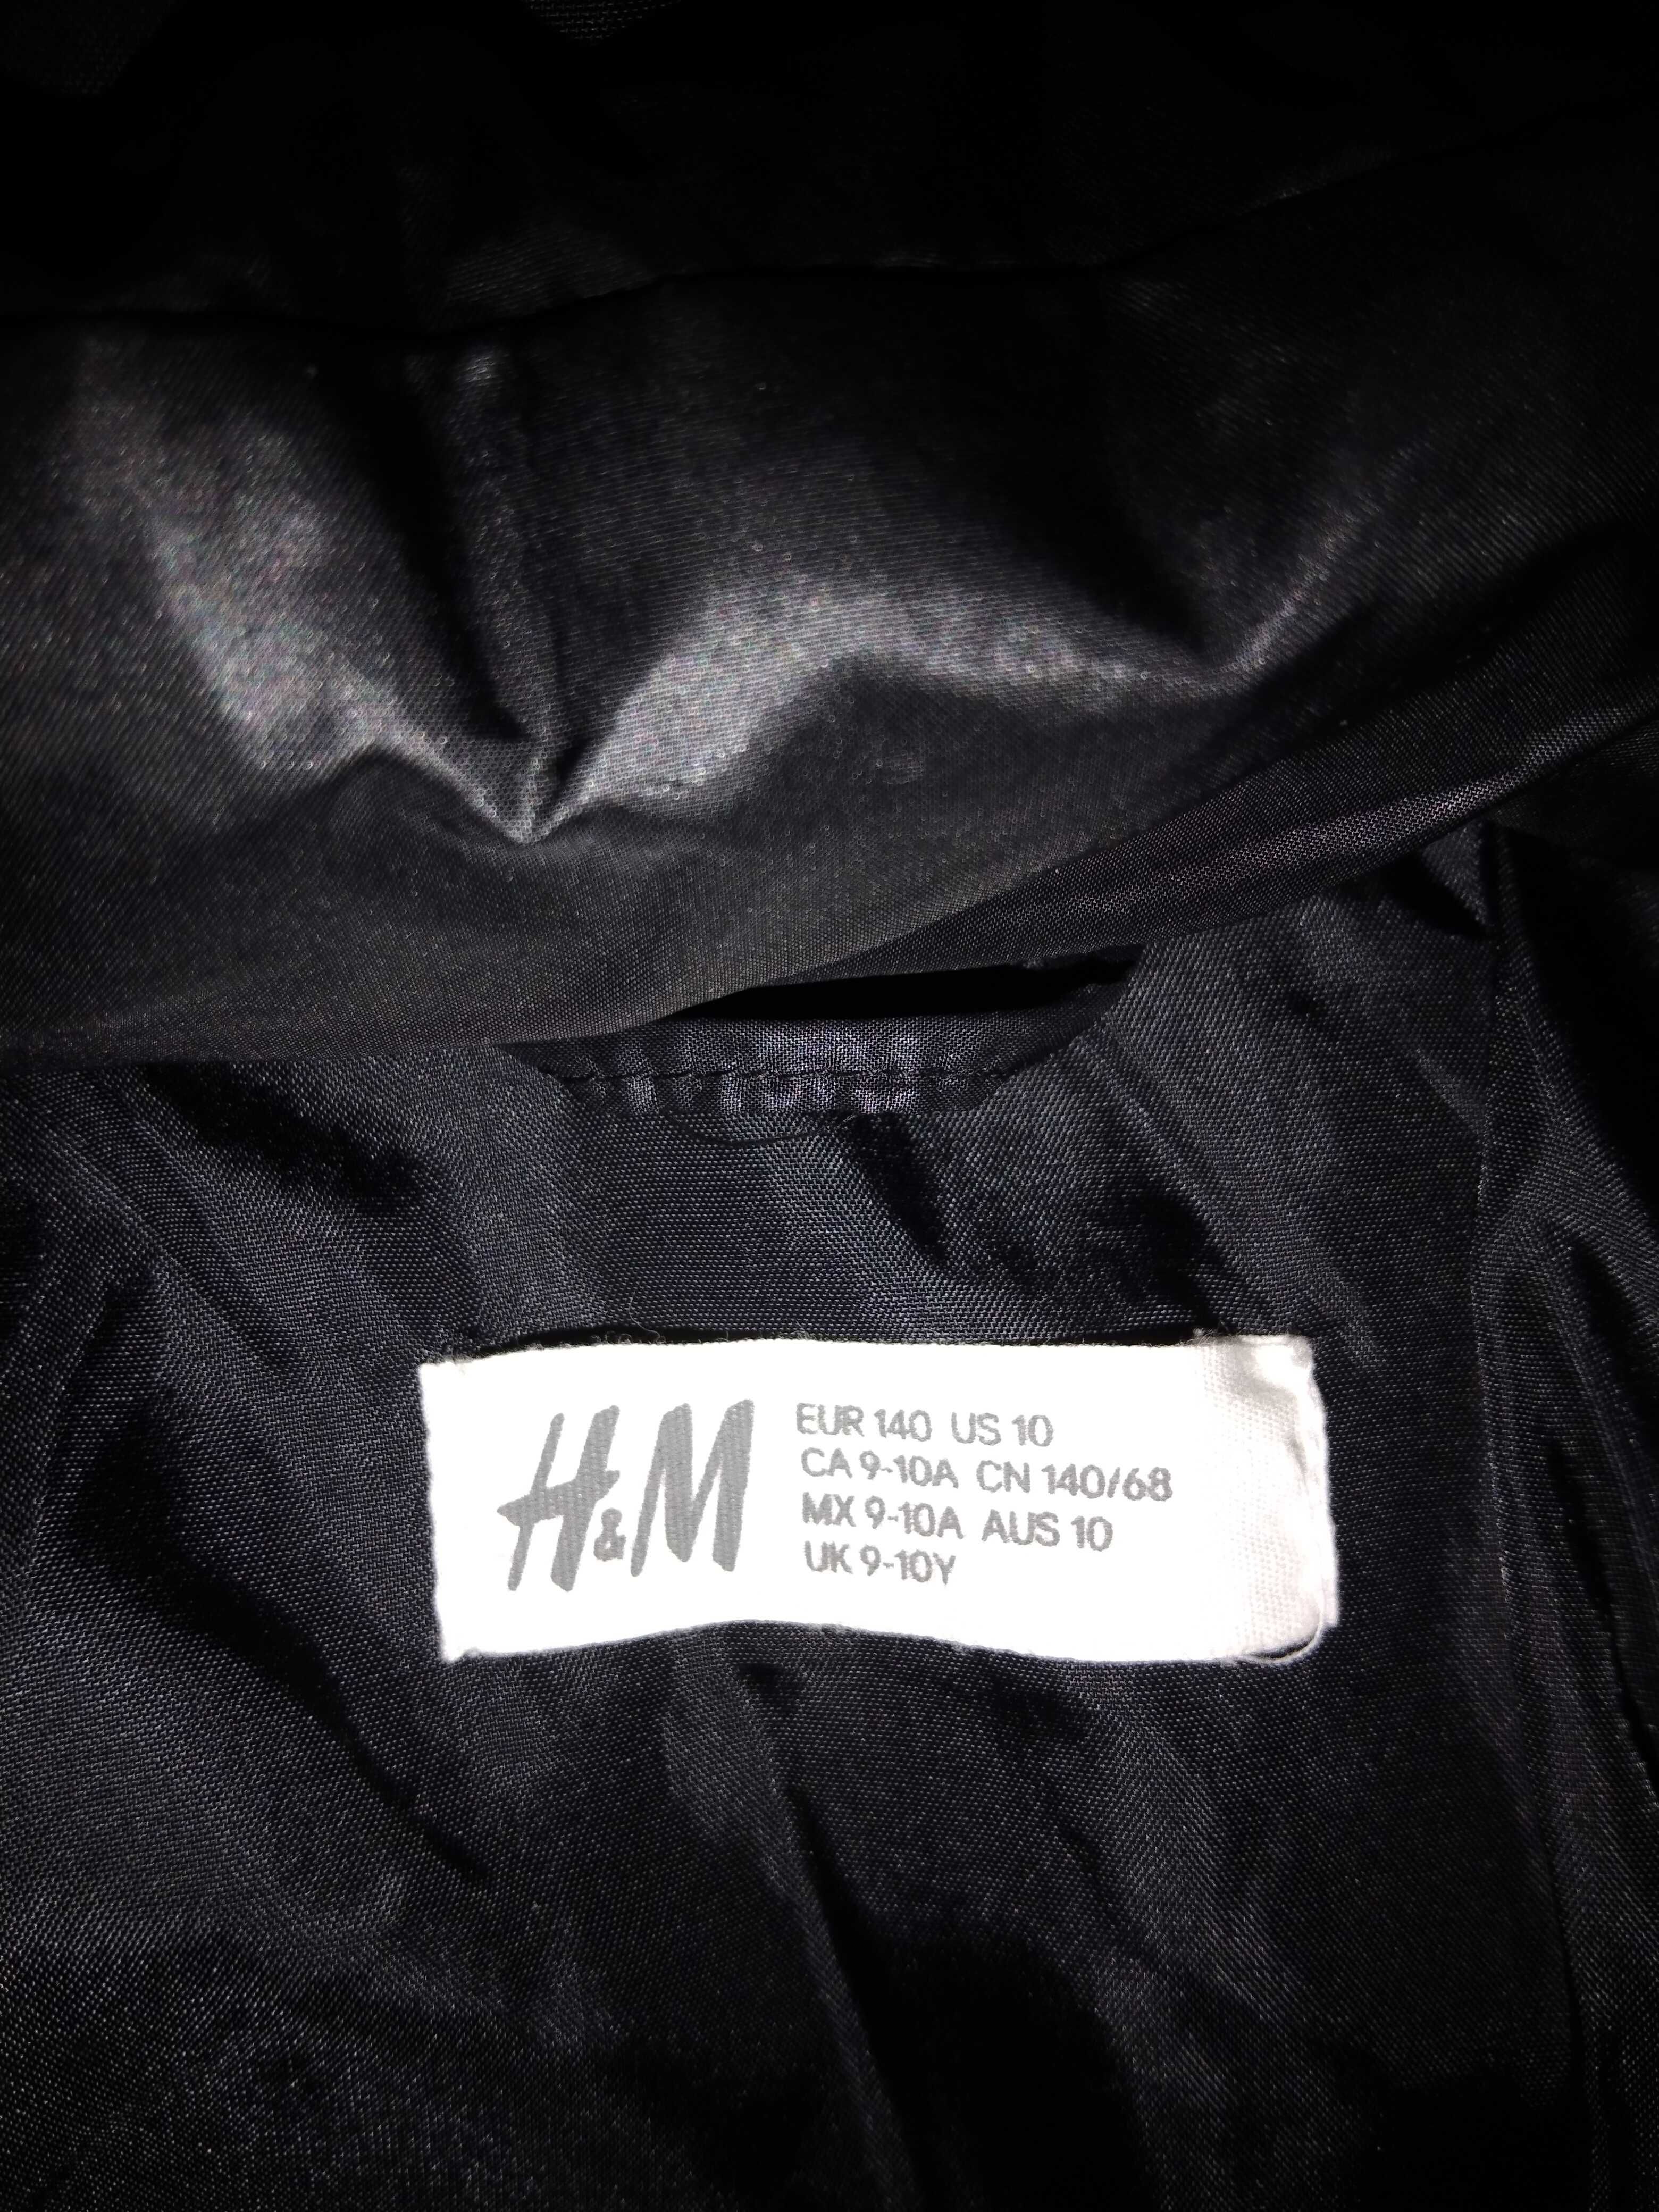 H&M
EUR 140 US 10
CA 9-10A CN 140/68
MX 9-10A AUS 10
UK 9-10Y